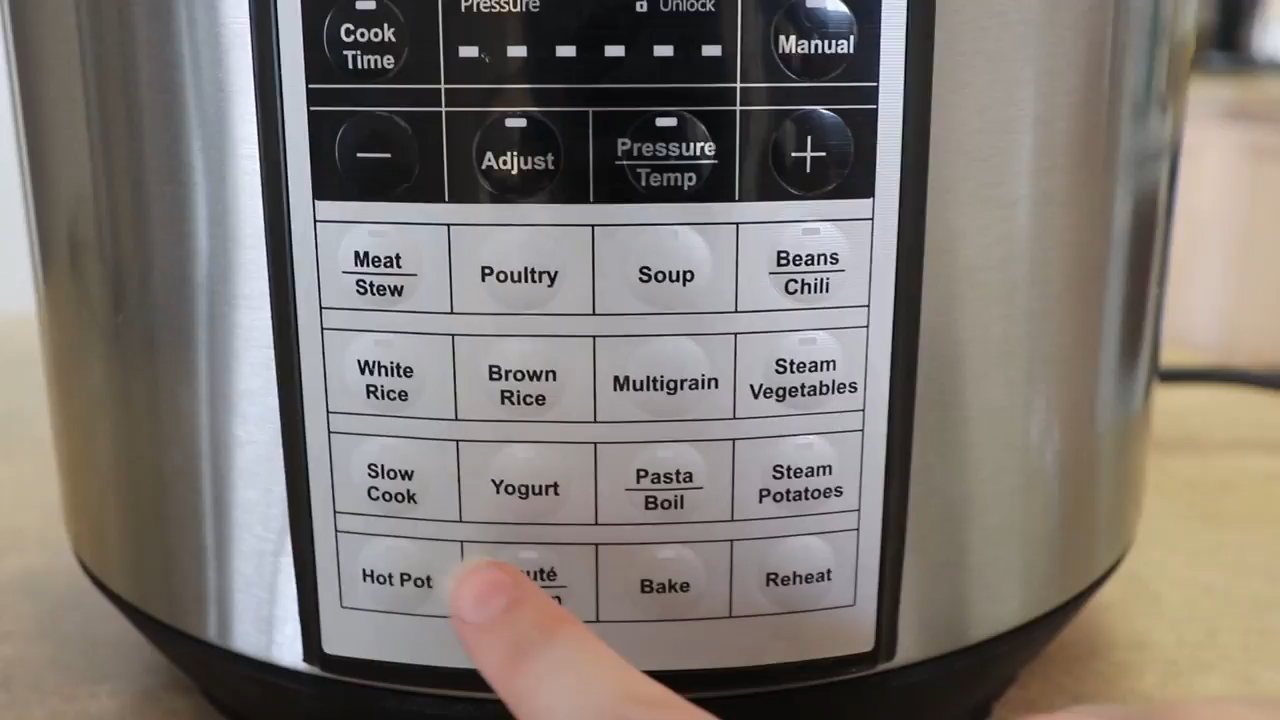 Pressure
Unlock
Cook
Time
Manual
Adjust
Pressure
Temp
Meat
Stew
Poultry
Soup
Beans
Chili
White
Rice
Brown
Rice
Multigrain
Steam
Vegetables
Slow
Cook
Yogurt
Pasta
Boil
Steam
Potatoes
Hot Pot
Bake
Reheat